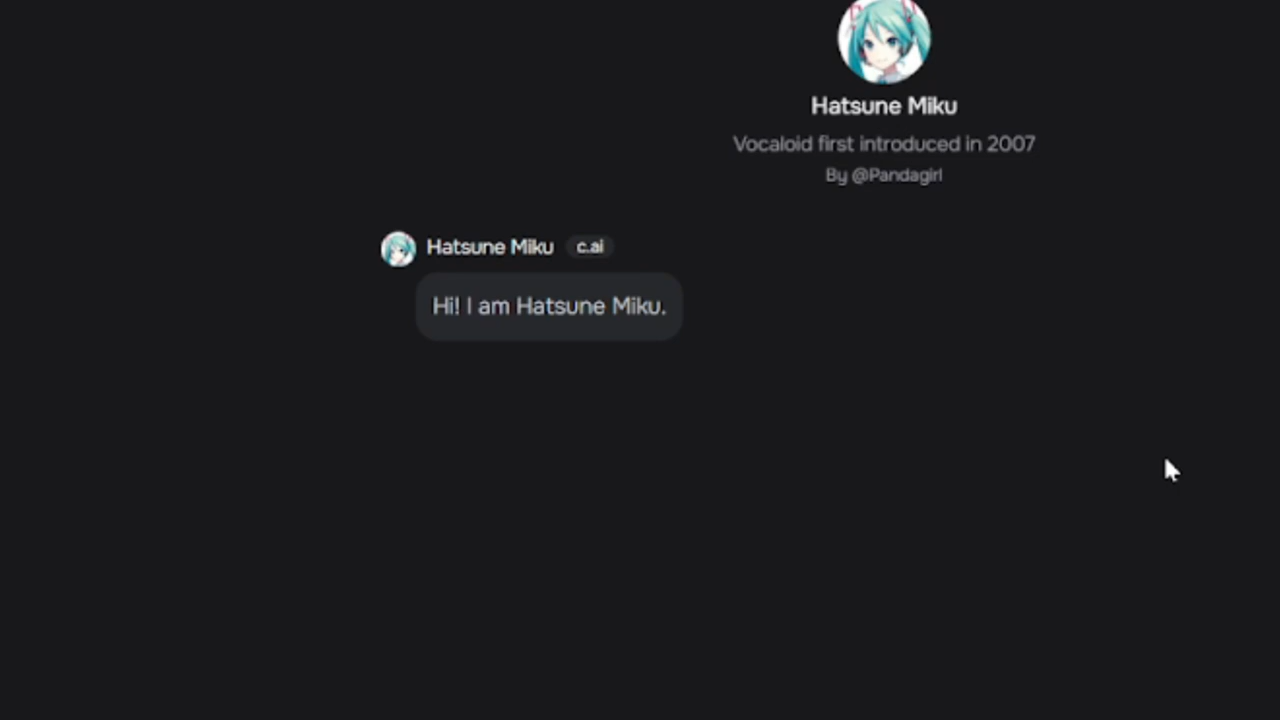 Hatsune Miku
Vocaloid first introduced in 2007
By @Pandagirl
Hatsune Miku c.ai
Hi! I am Hatsune Miku.